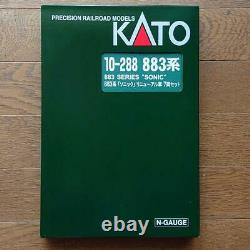 PRECISION RAILROAD MODELS
KATO
10-288 883系
883 SERIES "SONIC"
883系「ソニック」リニューアル車 7両セット
N-GAUGE